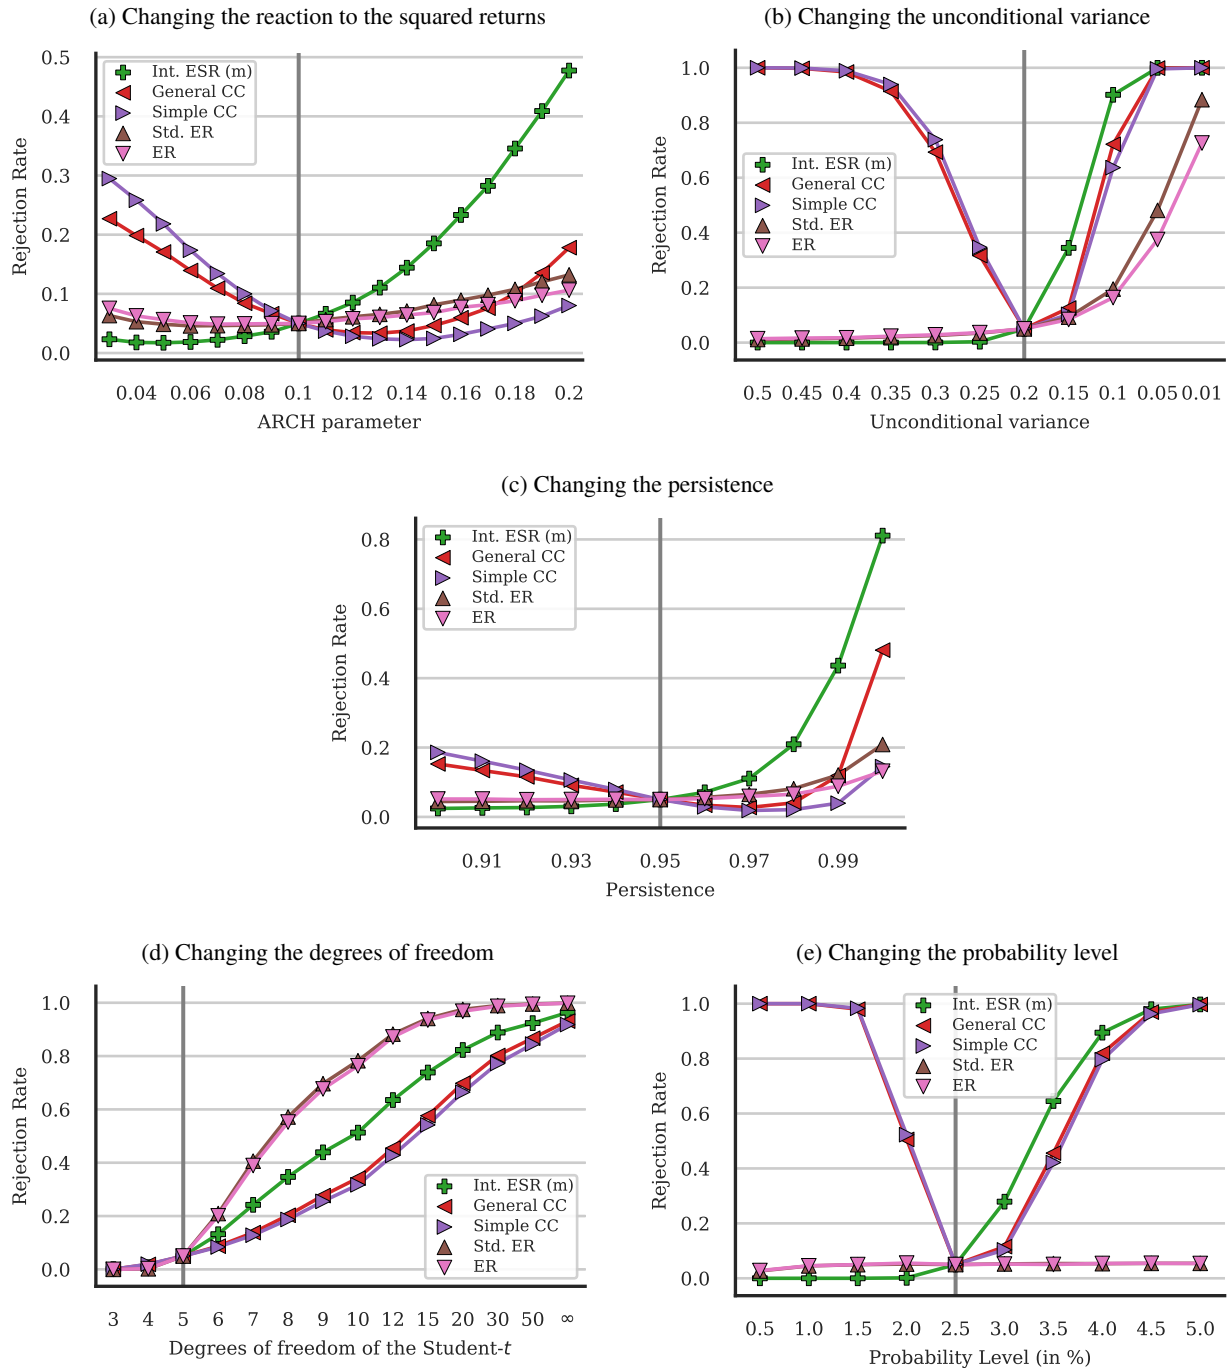 (a) Changing the reaction to the squared returns
0.5
0.4
0.3
0.2
0.1
0.0
Rejection Rate
Int. ESR (m)
General CC
Simple CC
Std. ER
ER
0.04 0.06 0.08 0.1 0.12 0.14 0.16 0.18 0.2
ARCH parameter
(b) Changing the unconditional variance
1.0
0.8
0.6
0.4
0.2
0.0
Rejection Rate
Int. ESR (m)
General CC
Simple CC
Std. ER
ER
0.5 0.45 0.4 0.35 0.3 0.25 0.2 0.15 0.1 0.05 0.01
Unconditional variance
(c) Changing the persistence
0.8
0.6
0.4
0.2
0.0
Rejection Rate
Int. ESR (m)
General CC
Simple CC
Std. ER
ER
0.91 0.93 0.95 0.97 0.99
Persistence
(d) Changing the degrees of freedom
1.0
0.8
0.6
0.4
0.2
0.0
Rejection Rate
Int. ESR (m)
General CC
Simple CC
Std. ER
ER
3 4 5 6 7 8 9 10 12 15 20 30 50 ∞
Degrees of freedom of the Student-t
(e) Changing the probability level
1.0
0.8
0.6
0.4
0.2
0.0
Rejection Rate
Int. ESR (m)
General CC
Simple CC
Std. ER
ER
0.5 1.0 1.5 2.0 2.5 3.0 3.5 4.0 4.5 5.0
Probability Level (in %)